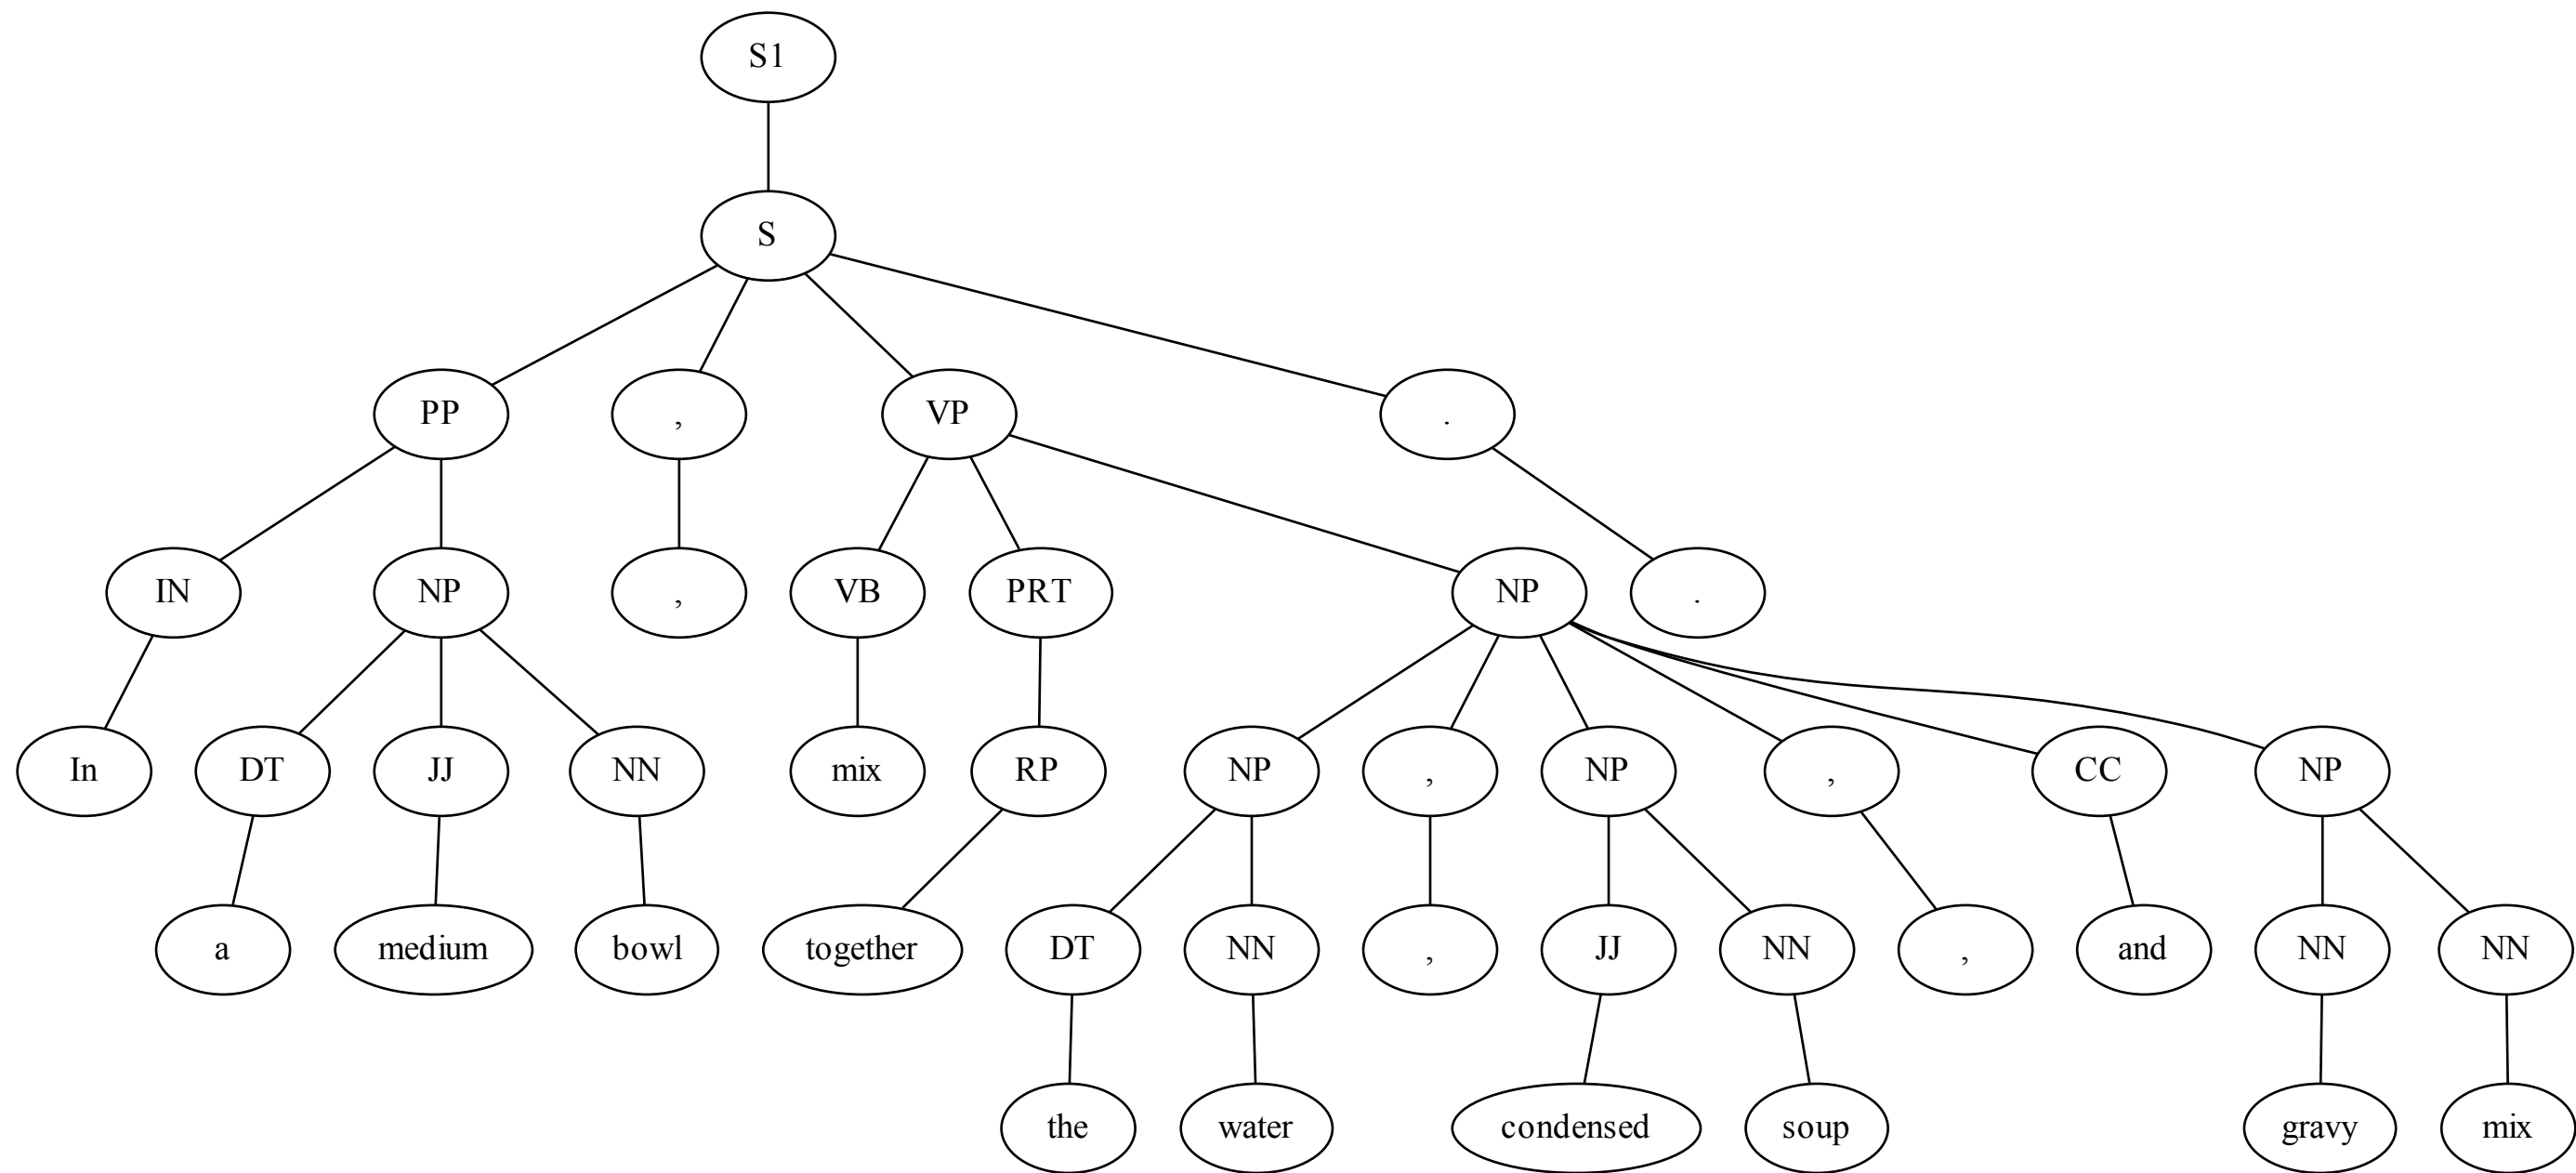 S1
S
PP , VP .
IN NP , VB PRT NP .
In DT JJ NN mix RP NP , NP , CC NP
a medium bowl together DT NN , JJ NN , and NN NN
the water condensed soup gravy mix